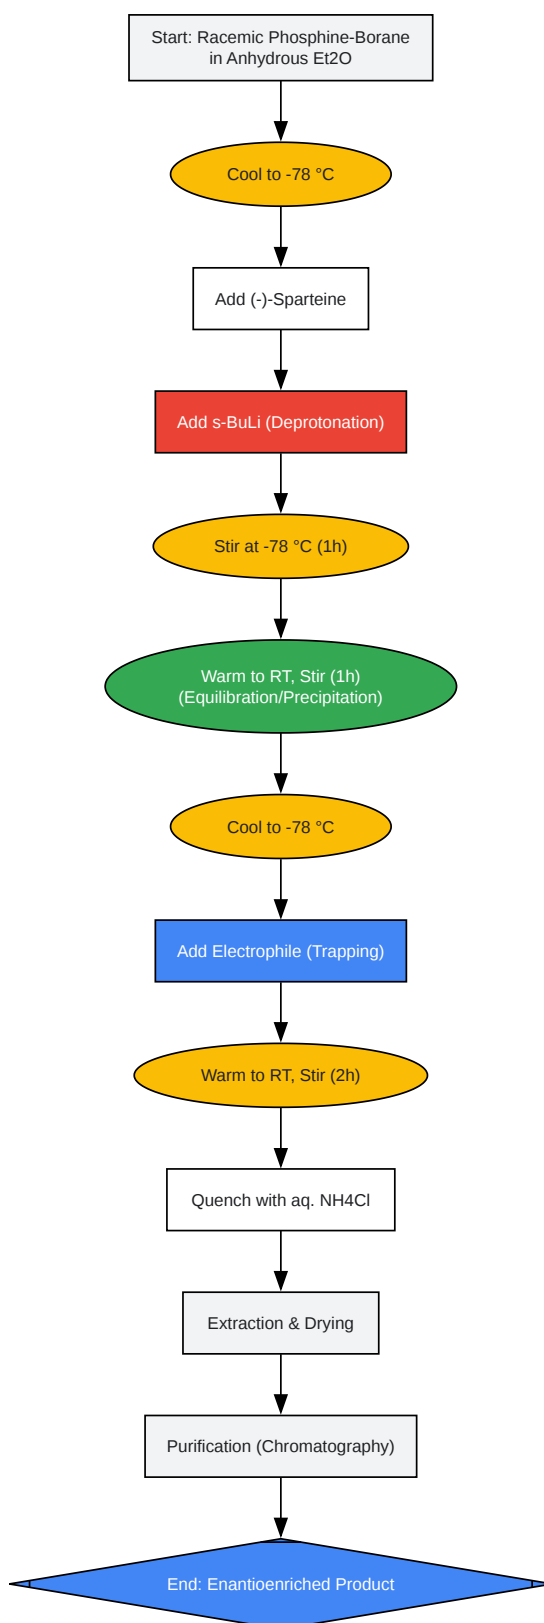 Start: Racemic Phosphine-Borane
in Anhydrous Et2O
Cool to -78 °C
Add (-)-Sparteine
Add s-BuLi (Deprotonation)
Stir at -78 °C (1h)
Warm to RT, Stir (1h)
(Equilibration/Precipitation)
Cool to -78 °C
Add Electrophile (Trapping)
Warm to RT, Stir (2h)
Quench with aq. NH4Cl
Extraction & Drying
Purification (Chromatography)
End: Enantioenriched Product